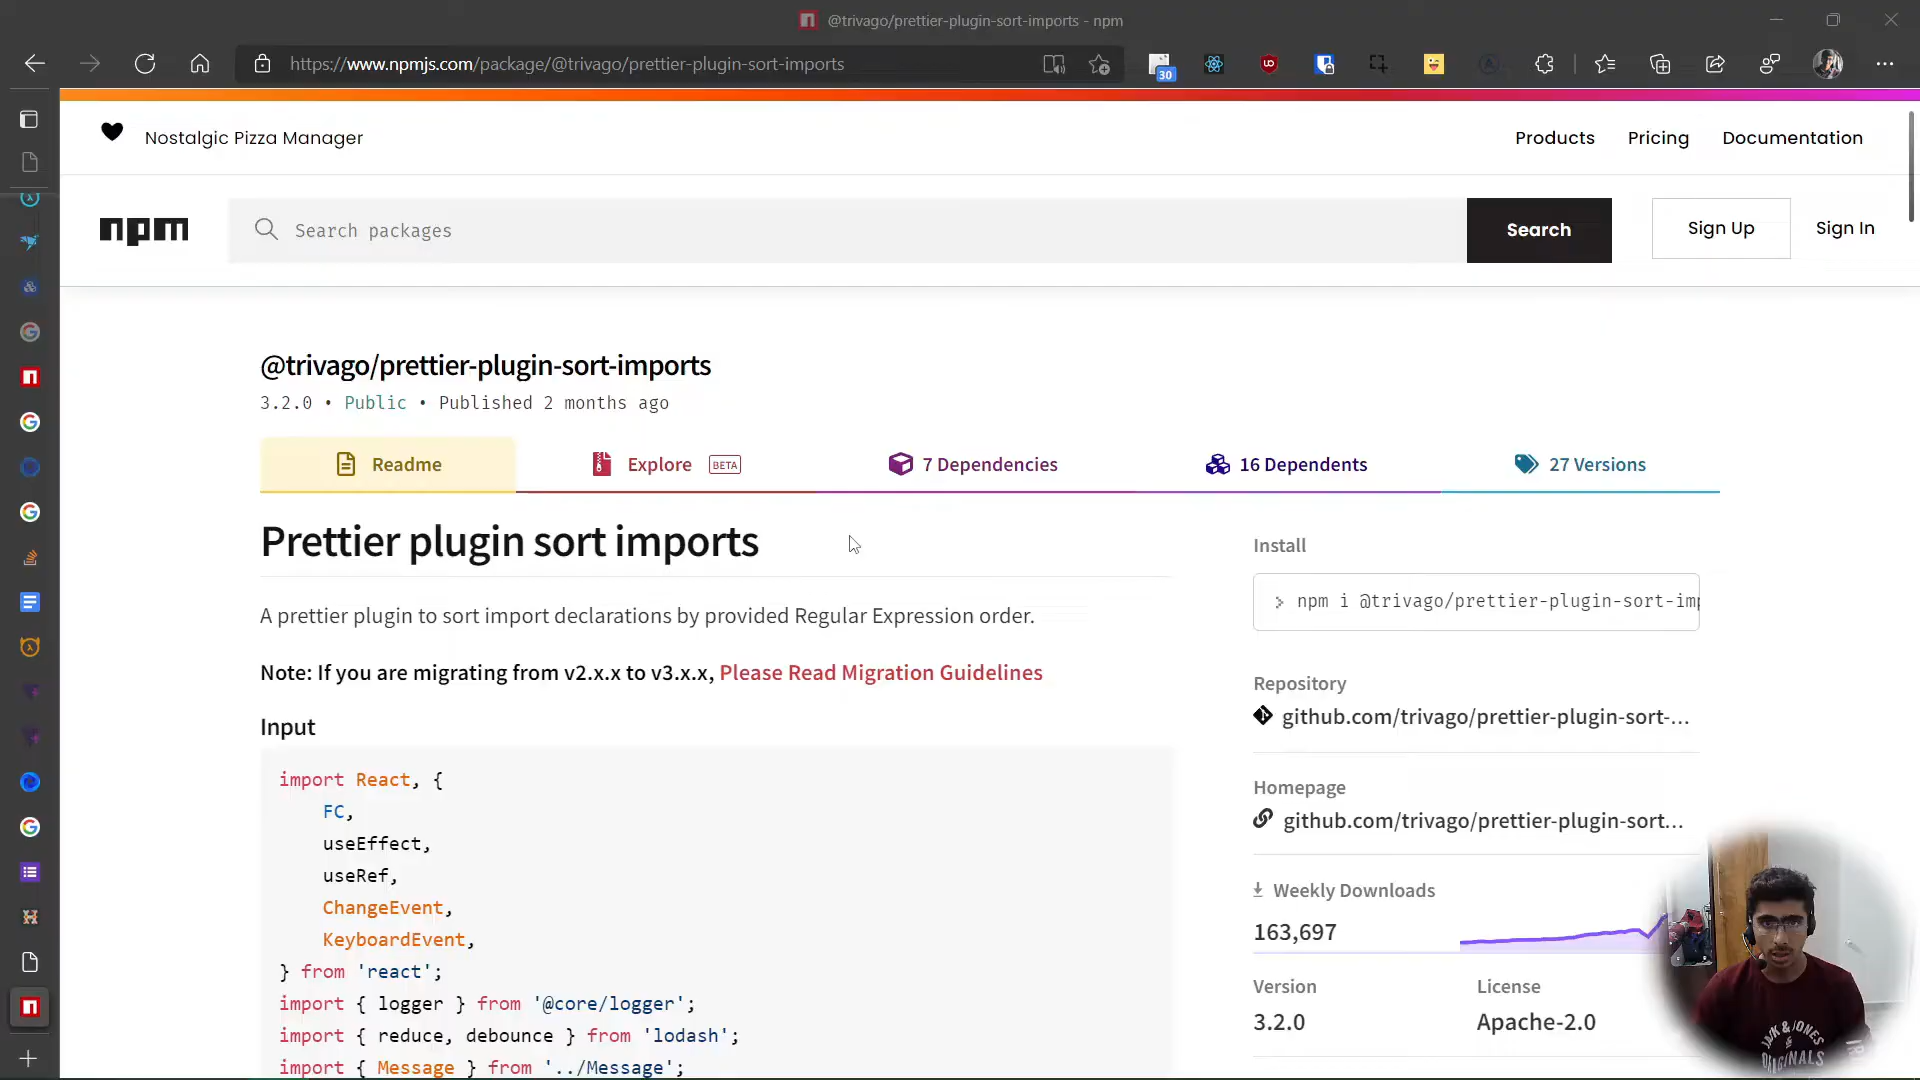 @trivago/prettier-plugin-sort-imports - npm
https://www.npmjs.com/package/@trivago/prettier-plugin-sort-imports
30
Nostalgic Pizza Manager
Products
Pricing
Documentation
npm
Search packages
Search
Sign Up
Sign In
@trivago/prettier-plugin-sort-imports
3.2.0 • Public • Published 2 months ago
Readme
Explore BETA
7 Dependencies
16 Dependents
27 Versions
Prettier plugin sort imports
A prettier plugin to sort import declarations by provided Regular Expression order.
Note: If you are migrating from v2.x.x to v3.x.x, Please Read Migration Guidelines
Input
import React, {
FC,
useEffect,
useRef,
ChangeEvent,
KeyboardEvent,
} from 'react';
import { logger } from '@core/logger';
import { reduce, debounce } from 'lodash';
import { Message } from '../Message';
Install
> npm i @trivago/prettier-plugin-sort-imp
Repository
github.com/trivago/prettier-plugin-sort-...
Homepage
github.com/trivago/prettier-plugin-sort...
Weekly Downloads
163,697
Version
3.2.0
License
Apache-2.0
JACK & JONES
ORIGINALS